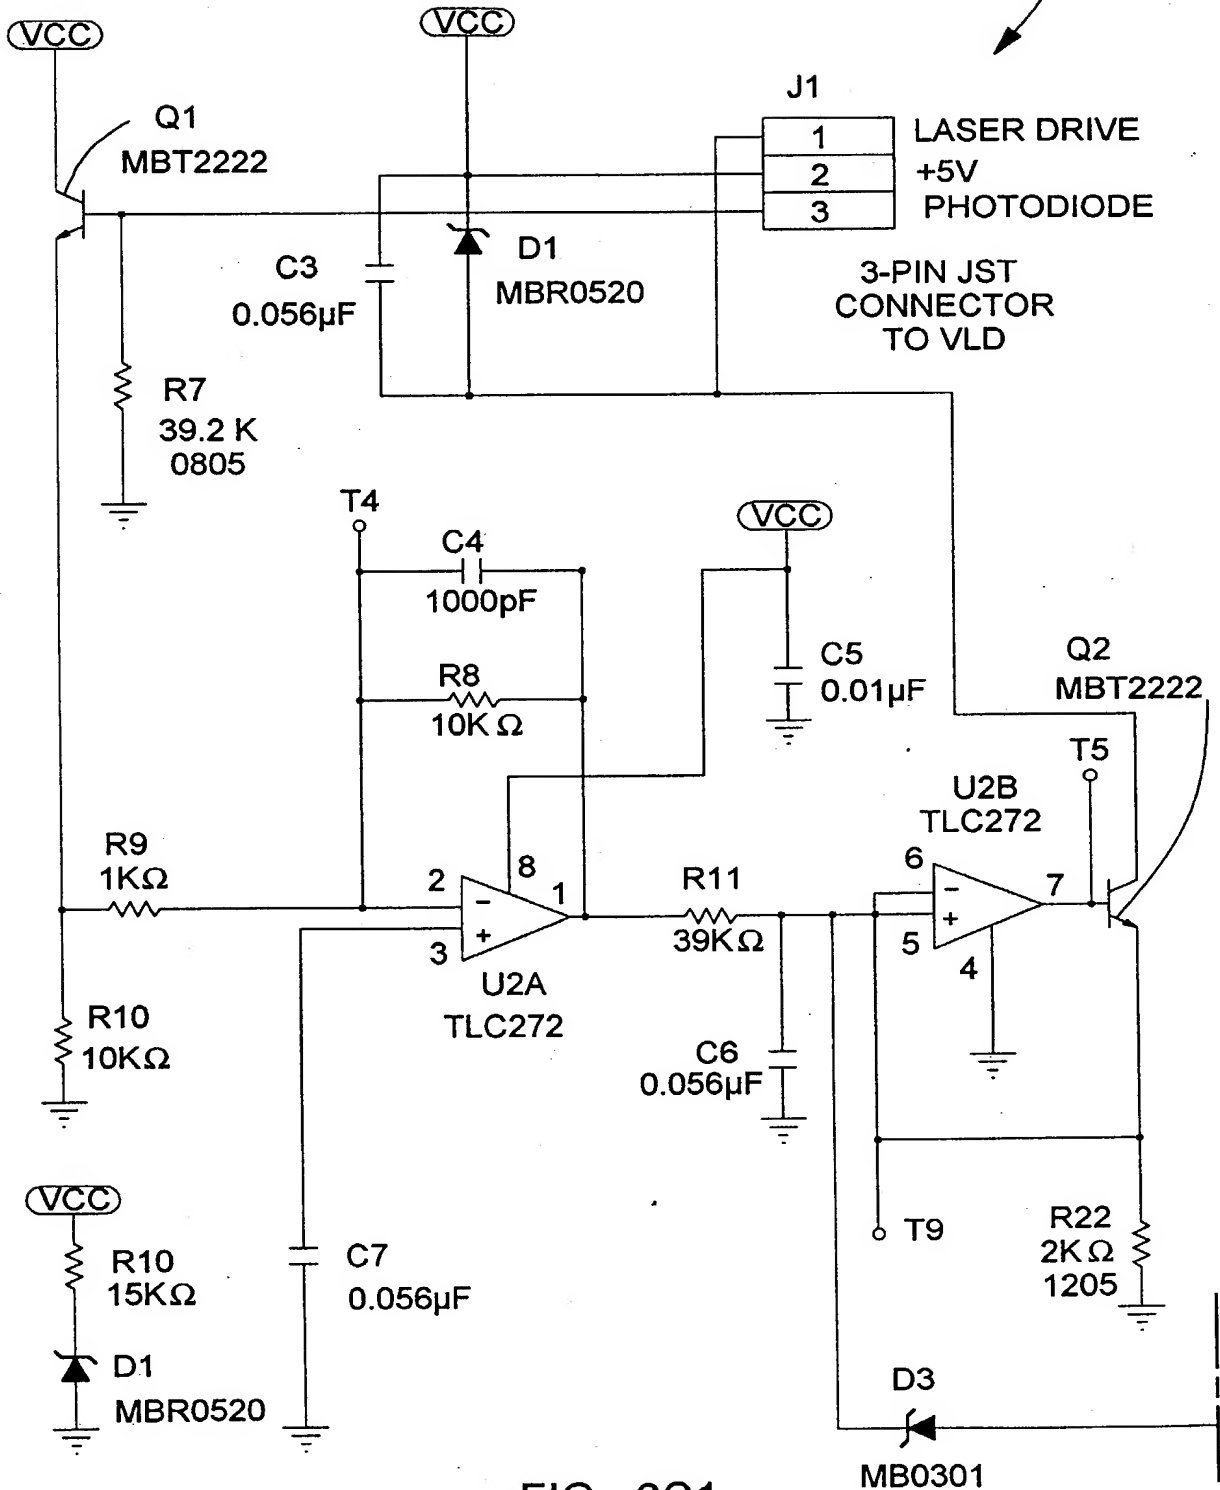 VCC
VCC
J1
Q1
MBT2222
1 LASER DRIVE
2 +5V
3 PHOTODIODE
C3
0.056µF
D1
MBR0520
3-PIN JST
CONNECTOR
TO VLD
R7
39.2 K
0805
T4
VCC
C4
1000pF
R8
10KΩ
C5
0.01µF
Q2
MBT2222
T5
U2B
TLC272
R9
1KΩ
2
8
1
R11
39KΩ
6
7
−
+
3
−
+
5
4
U2A
TLC272
R10
10KΩ
C6
0.056µF
VCC
R10
15KΩ
C7
0.056µF
T9
R22
2KΩ
1205
D1
MBR0520
D3
MB0301